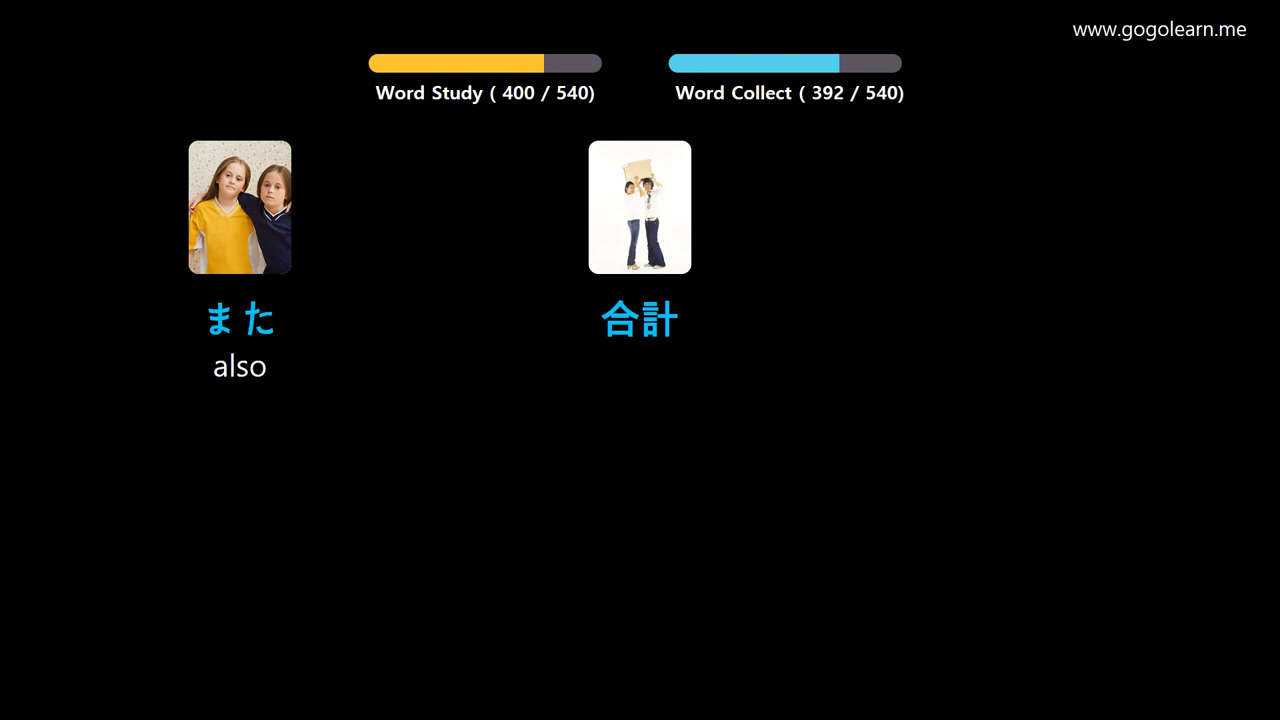 www.gogolearn.me
Word Study ( 400 / 540)
Word Collect ( 392 / 540)
また
also
合計